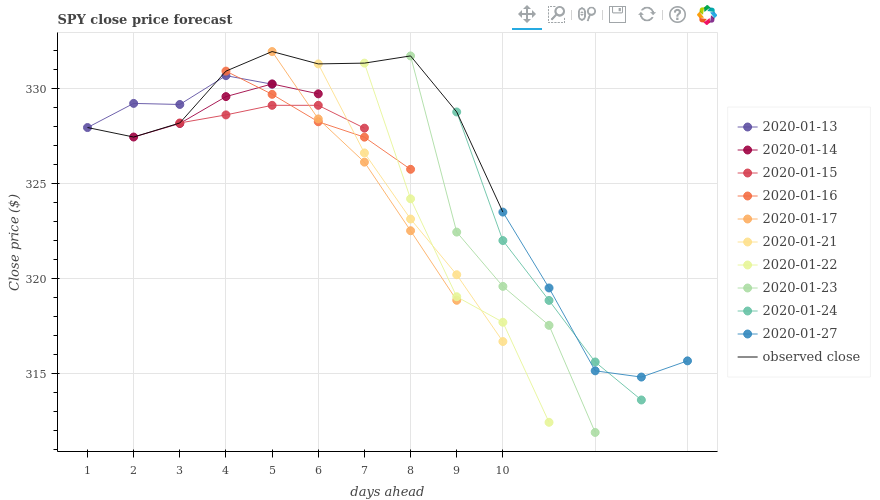 SPY close price forecast
330
325
320
315
Close price ($)
1 2 3 4 5 6 7 8 9 10
days ahead
2020-01-13
2020-01-14
2020-01-15
2020-01-16
2020-01-17
2020-01-21
2020-01-22
2020-01-23
2020-01-24
2020-01-27
observed close